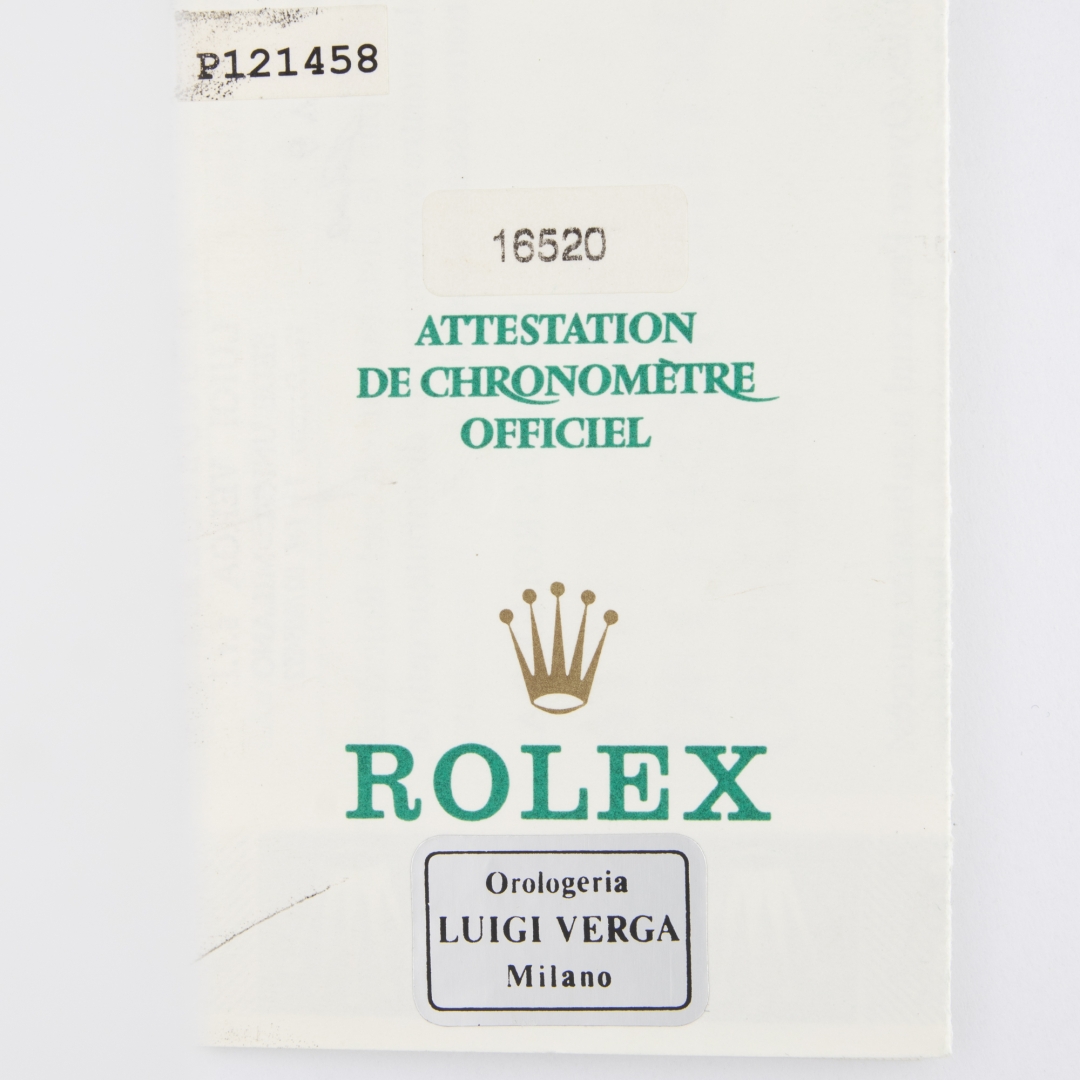 P121458
16520
ATTESTATION
DE CHRONOMÈTRE
OFFICIEL
ROLEX
Orologeria
LUIGI VERGA
Milano